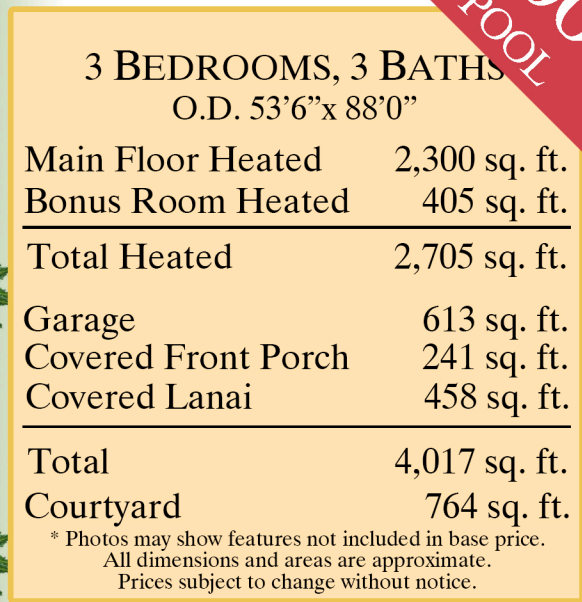 POOL
3 BEDROOMS, 3 BATHS
O.D. 53’6”x 88’0”
Main Floor Heated 2,300 sq. ft.
Bonus Room Heated 405 sq. ft.
Total Heated 2,705 sq. ft.
Garage 613 sq. ft.
Covered Front Porch 241 sq. ft.
Covered Lanai 458 sq. ft.
Total 4,017 sq. ft.
Courtyard 764 sq. ft.
* Photos may show features not included in base price.
All dimensions and areas are approximate.
Prices subject to change without notice.